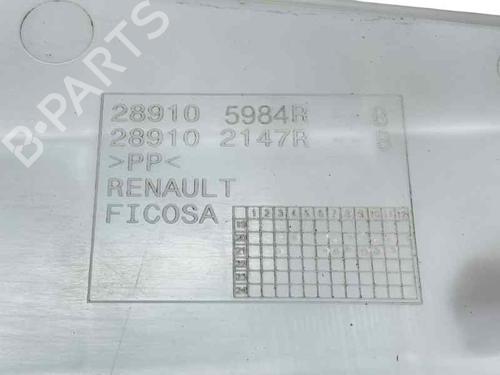 B-PARTS
28910 5984R
28910 2147R
>PP<
RENAULT
FICOSA
1 2 3 4 5 6 7 8 9 10 11 12